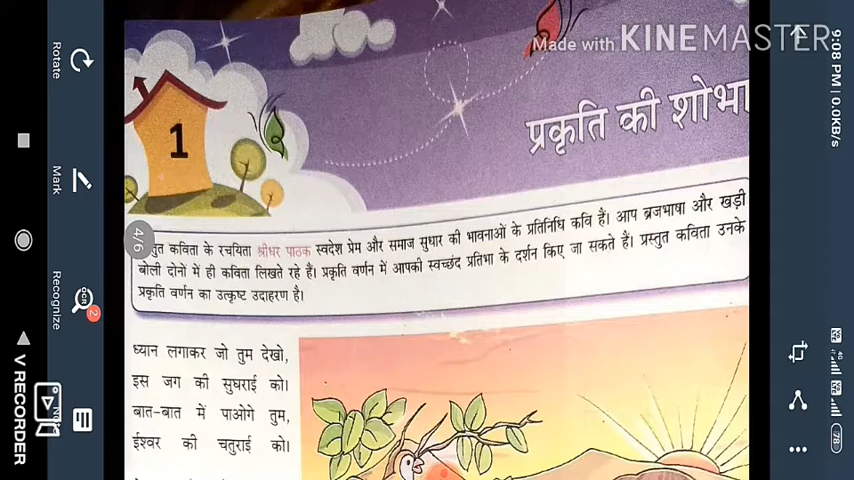 Made with KINEMASTER
9:08 PM | 0.0KB/s
Rotate
Mark
Recognize
OCR
2
V RECORDER
78
4/6
1
प्रकृति की शोभा
कविता के रचयिता श्रीधर पाठक स्वदेश प्रेम और समाज सुधार की भावनाओं के प्रतिनिधि कवि हैं। आप ब्रजभाषा और खड़ी
बोली दोनों में ही कविता लिखते रहे हैं। प्रकृति वर्णन में आपकी स्वच्छंद प्रतिभा के दर्शन किए जा सकते हैं। प्रस्तुत कविता उनके
प्रकृति वर्णन का उत्कृष्ट उदाहरण है।
ध्यान लगाकर जो तुम देखो,
इस जग की सुघराई को।
बात-बात में पाओगे तुम,
ईश्वर की चतुराई को।